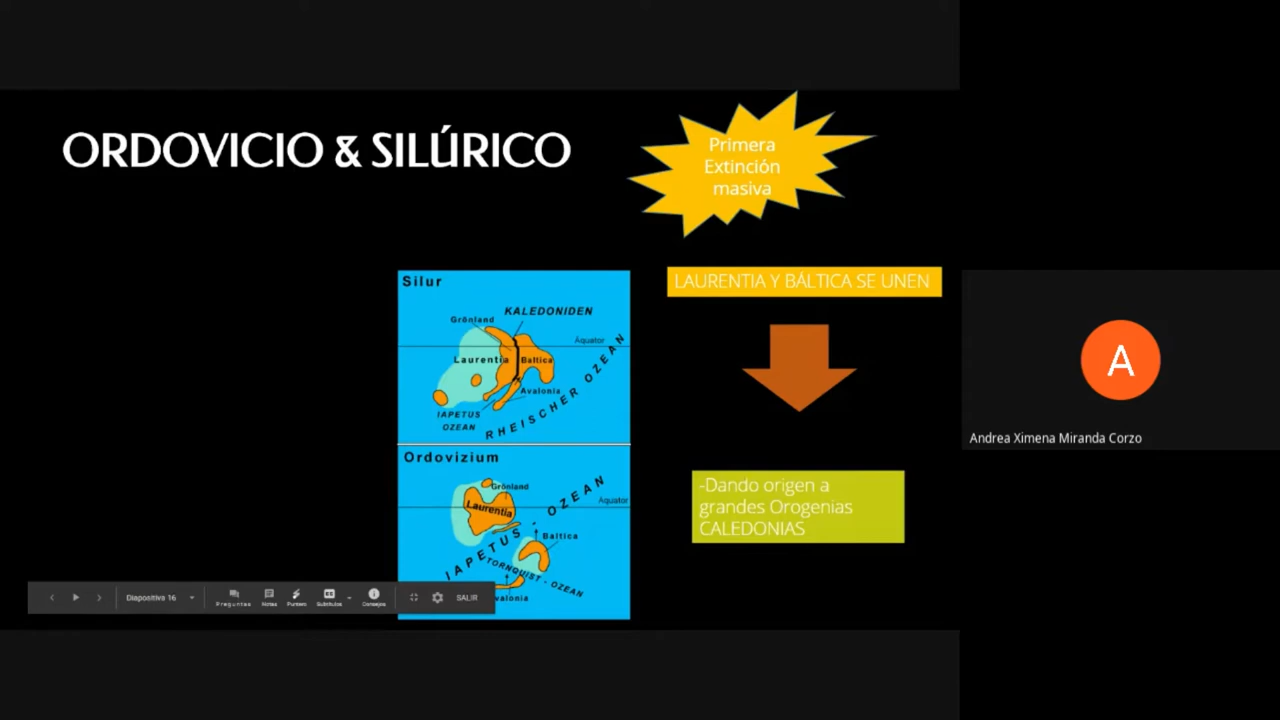 ORDOVICIO & SILÚRICO
Primera
Extinción
masiva
LAURENTIA Y BÁLTICA SE UNEN
-Dando origen a
grandes Orogenias
CALEDONIAS
Silur
KALEDONIDEN
Grönland
Äquator
Laurentia
Baltica
Avalonia
IAPETUS
OZEAN
RHEISCHER OZEAN
Ordovizium
Grönland
Äquator
Laurentia
IAPETUS - OZEAN
Baltica
TORNQUIST - OZEAN
valonia
Diapositiva 16
Preguntas
Notas
Puntero
Subtítulos
Consejos
SALIR
A
Andrea Ximena Miranda Corzo